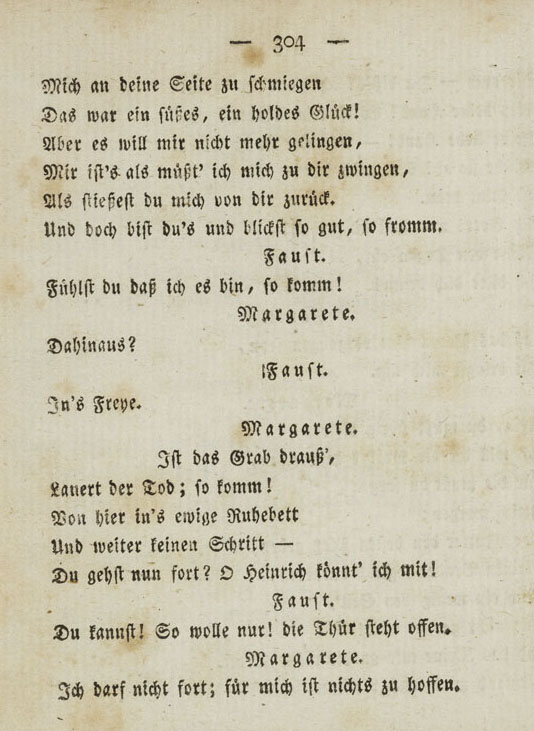 — 304 —
Mich an deine Seite zu schmiegen
Das war ein süßes, ein holdes Glück!
Aber es will mir nicht mehr gelingen,
Mir ist's als müßt' ich mich zu dir zwingen,
Als stießest du mich von dir zurück.
Und doch bist du's und blickst so gut, so fromm.
Faust.
Fühlst du daß ich es bin, so komm!
Margarete.
Dahinaus?
Faust.
In's Freye.
Margarete.
Ist das Grab drauß',
Lauert der Tod; so komm!
Von hier in's ewige Ruhebett
Und weiter keinen Schritt —
Du gehst nun fort? O Heinrich könnt' ich mit!
Faust.
Du kannst! So wolle nur! die Thür steht offen.
Margarete.
Ich darf nicht fort; für mich ist nichts zu hoffen.